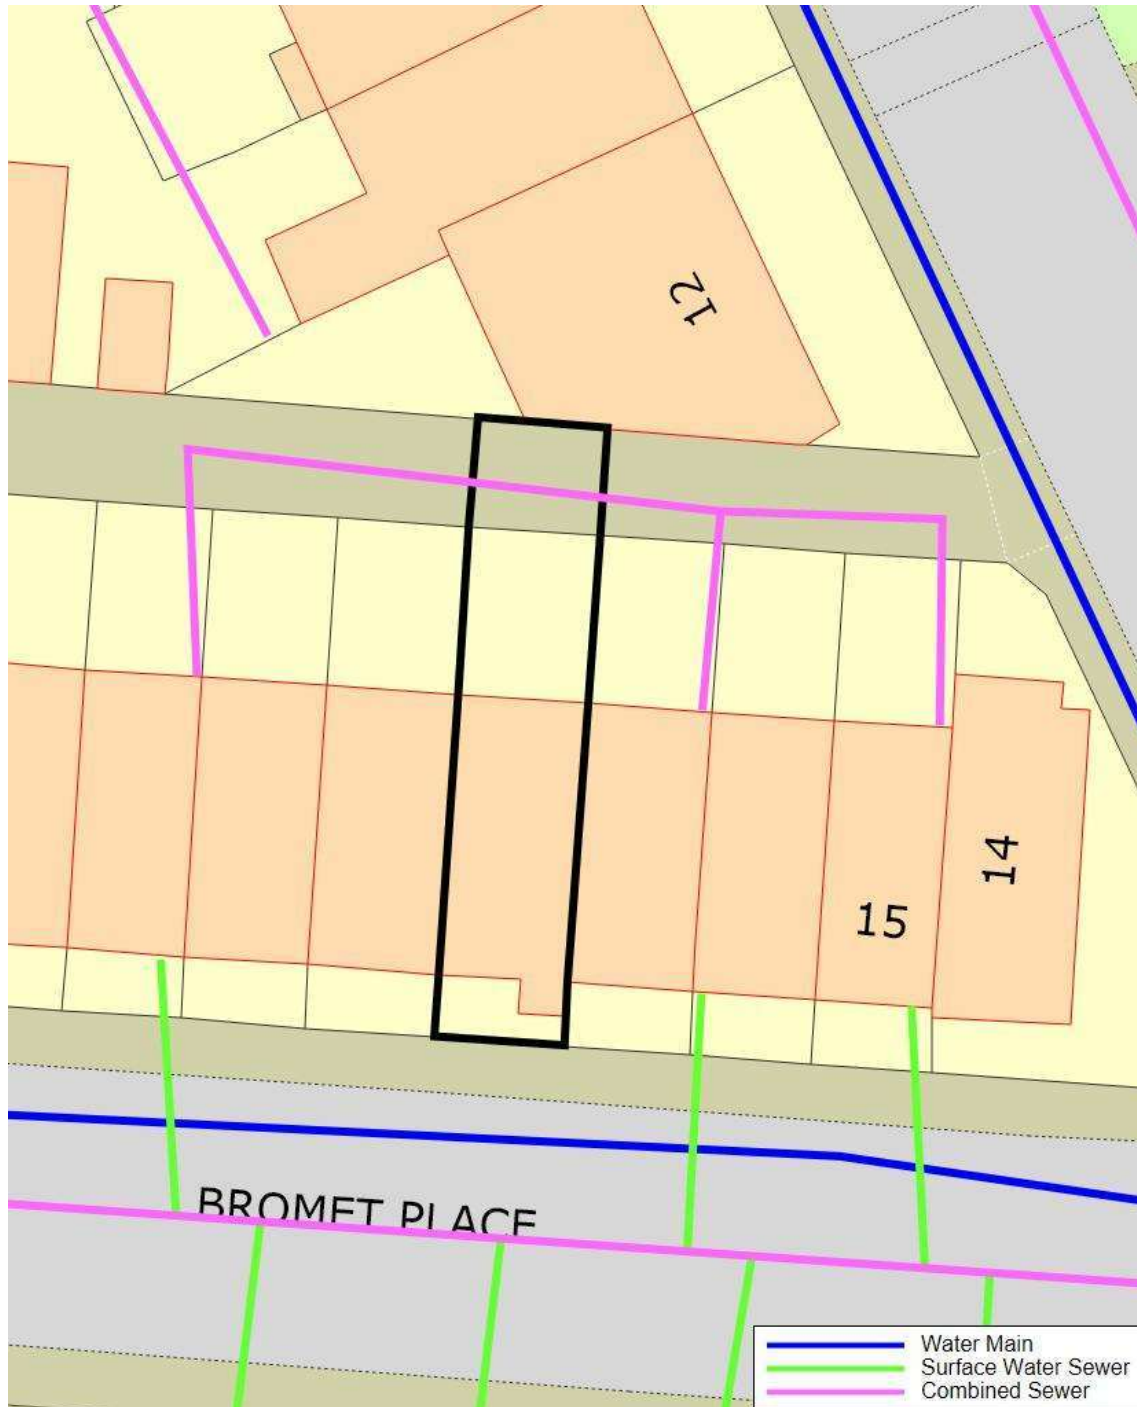 12
14
15
BROMET PLACE
Water Main
Surface Water Sewer
Combined Sewer